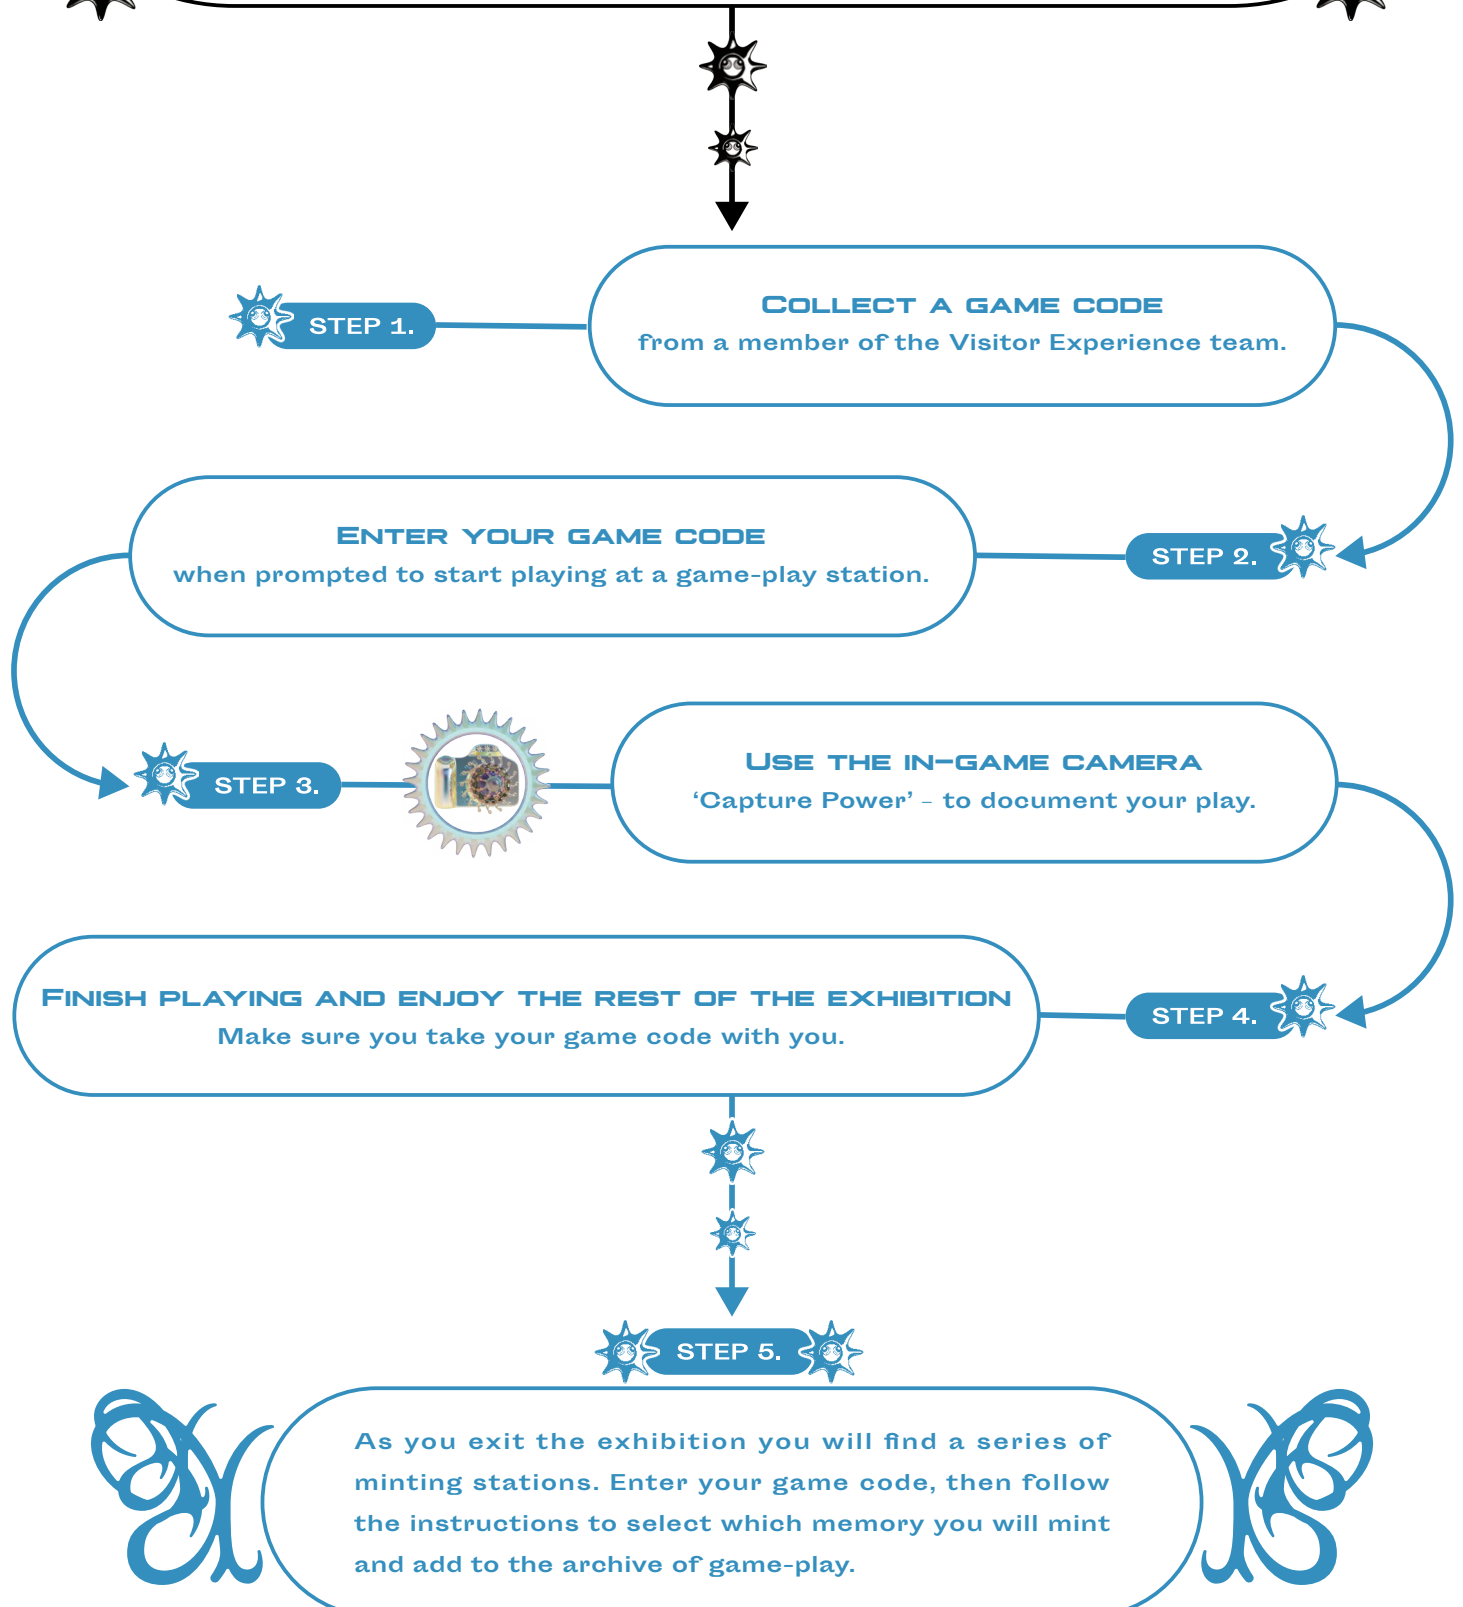 STEP 1.
COLLECT A GAME CODE
from a member of the Visitor Experience team.
ENTER YOUR GAME CODE
when prompted to start playing at a game-play station.
STEP 2.
STEP 3.
USE THE IN-GAME CAMERA
‘Capture Power’ - to document your play.
FINISH PLAYING AND ENJOY THE REST OF THE EXHIBITION
Make sure you take your game code with you.
STEP 4.
STEP 5.
As you exit the exhibition you will find a series of
minting stations. Enter your game code, then follow
the instructions to select which memory you will mint
and add to the archive of game-play.